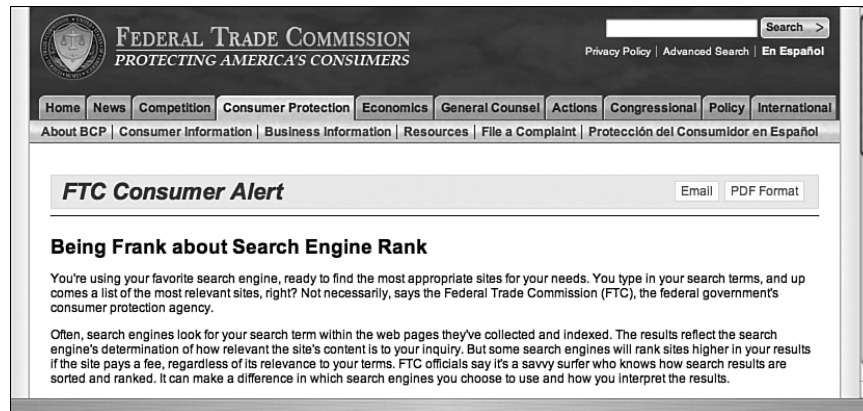 FEDERAL TRADE COMMISSION
PROTECTING AMERICA'S CONSUMERS
Search >
Privacy Policy | Advanced Search | En Español
Home News Competition Consumer Protection Economics General Counsel Actions Congressional Policy International
About BCP | Consumer Information | Business Information | Resources | File a Complaint | Protección del Consumidor en Español
FTC Consumer Alert
Email PDF Format
Being Frank about Search Engine Rank
You're using your favorite search engine, ready to find the most appropriate sites for your needs. You type in your search terms, and up
comes a list of the most relevant sites, right? Not necessarily, says the Federal Trade Commission (FTC), the federal government's
consumer protection agency.
Often, search engines look for your search term within the web pages they've collected and indexed. The results reflect the search
engine's determination of how relevant the site's content is to your inquiry. But some search engines will rank sites higher in your results
if the site pays a fee, regardless of its relevance to your terms. FTC officials say it's a savvy surfer who knows how search results are
sorted and ranked. It can make a difference in which search engines you choose to use and how you interpret the results.